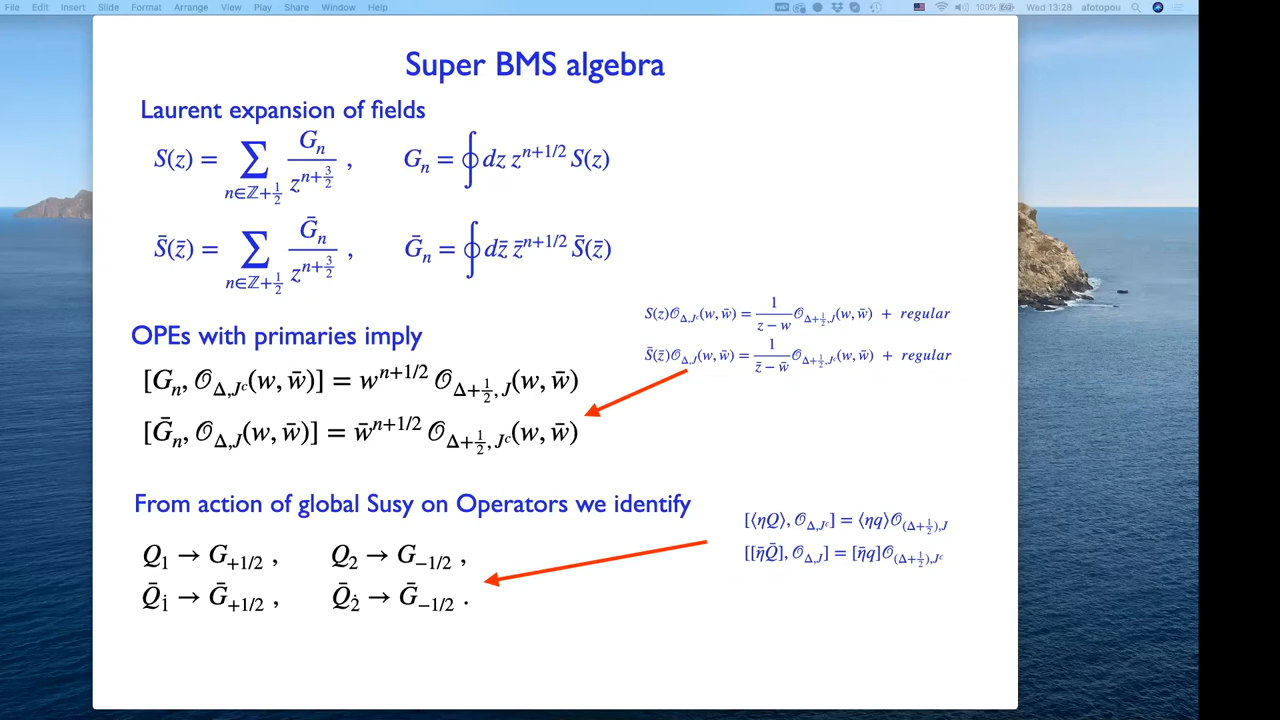 File Edit Insert Slide Format Arrange View Play Share Window Help 100% Wed 13:28 afotopou
Super BMS algebra
Laurent expansion of fields
S(z) = ∑_{n∈ℤ+1/2} G_n / z^{n+3/2} , G_n = ∮ dz z^{n+1/2} S(z)
S̄(z̄) = ∑_{n∈ℤ+1/2} Ḡ_n / z̄^{n+3/2} , Ḡ_n = ∮ dz̄ z̄^{n+1/2} S̄(z̄)
S(z)𝒪_{Δ,J^c}(w, w̄) = 1/(z − w) 𝒪_{Δ+1/2,J}(w, w̄) + regular
OPEs with primaries imply
S̄(z̄)𝒪_{Δ,J}(w, w̄) = 1/(z̄ − w̄) 𝒪_{Δ+1/2,J^c}(w, w̄) + regular
[G_n, 𝒪_{Δ,J^c}(w, w̄)] = w^{n+1/2} 𝒪_{Δ+1/2,J}(w, w̄)
[Ḡ_n, 𝒪_{Δ,J}(w, w̄)] = w̄^{n+1/2} 𝒪_{Δ+1/2,J^c}(w, w̄)
From action of global Susy on Operators we identify
[⟨ηQ⟩, 𝒪_{Δ,J^c}] = ⟨ηq⟩𝒪_{(Δ+1/2),J}
[[η̄Q̄], 𝒪_{Δ,J}] = [η̄q]𝒪_{(Δ+1/2),J^c}
Q_1 → G_{+1/2} , Q_2 → G_{−1/2} ,
Q̄_{1̇} → Ḡ_{+1/2} , Q̄_{2̇} → Ḡ_{−1/2} .